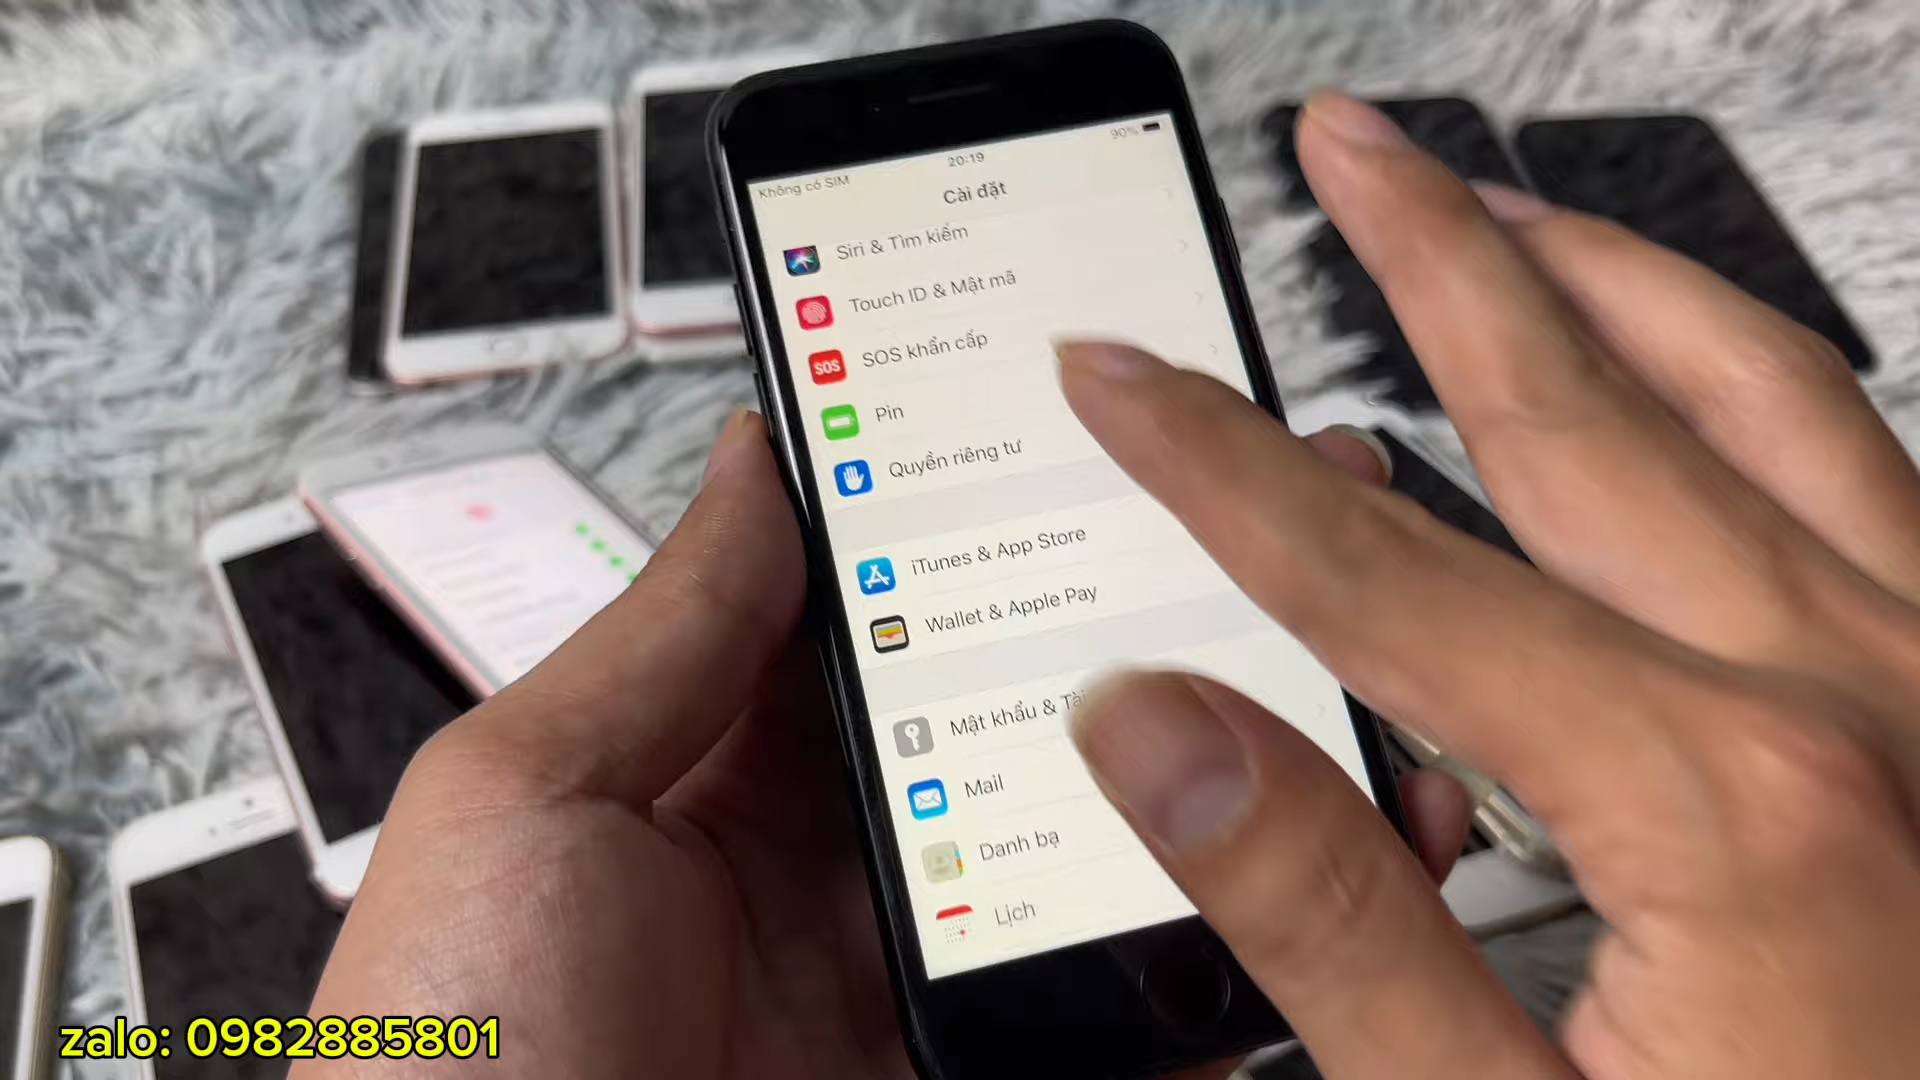 90%
20:19
Không có SIM
Cài đặt
Siri & Tìm kiếm
Touch ID & Mật mã
SOS
SOS khẩn cấp
Pin
Quyền riêng tư
iTunes & App Store
Wallet & Apple Pay
Mật khẩu & Tài
Mail
Danh bạ
Lịch
zalo: 0982885801